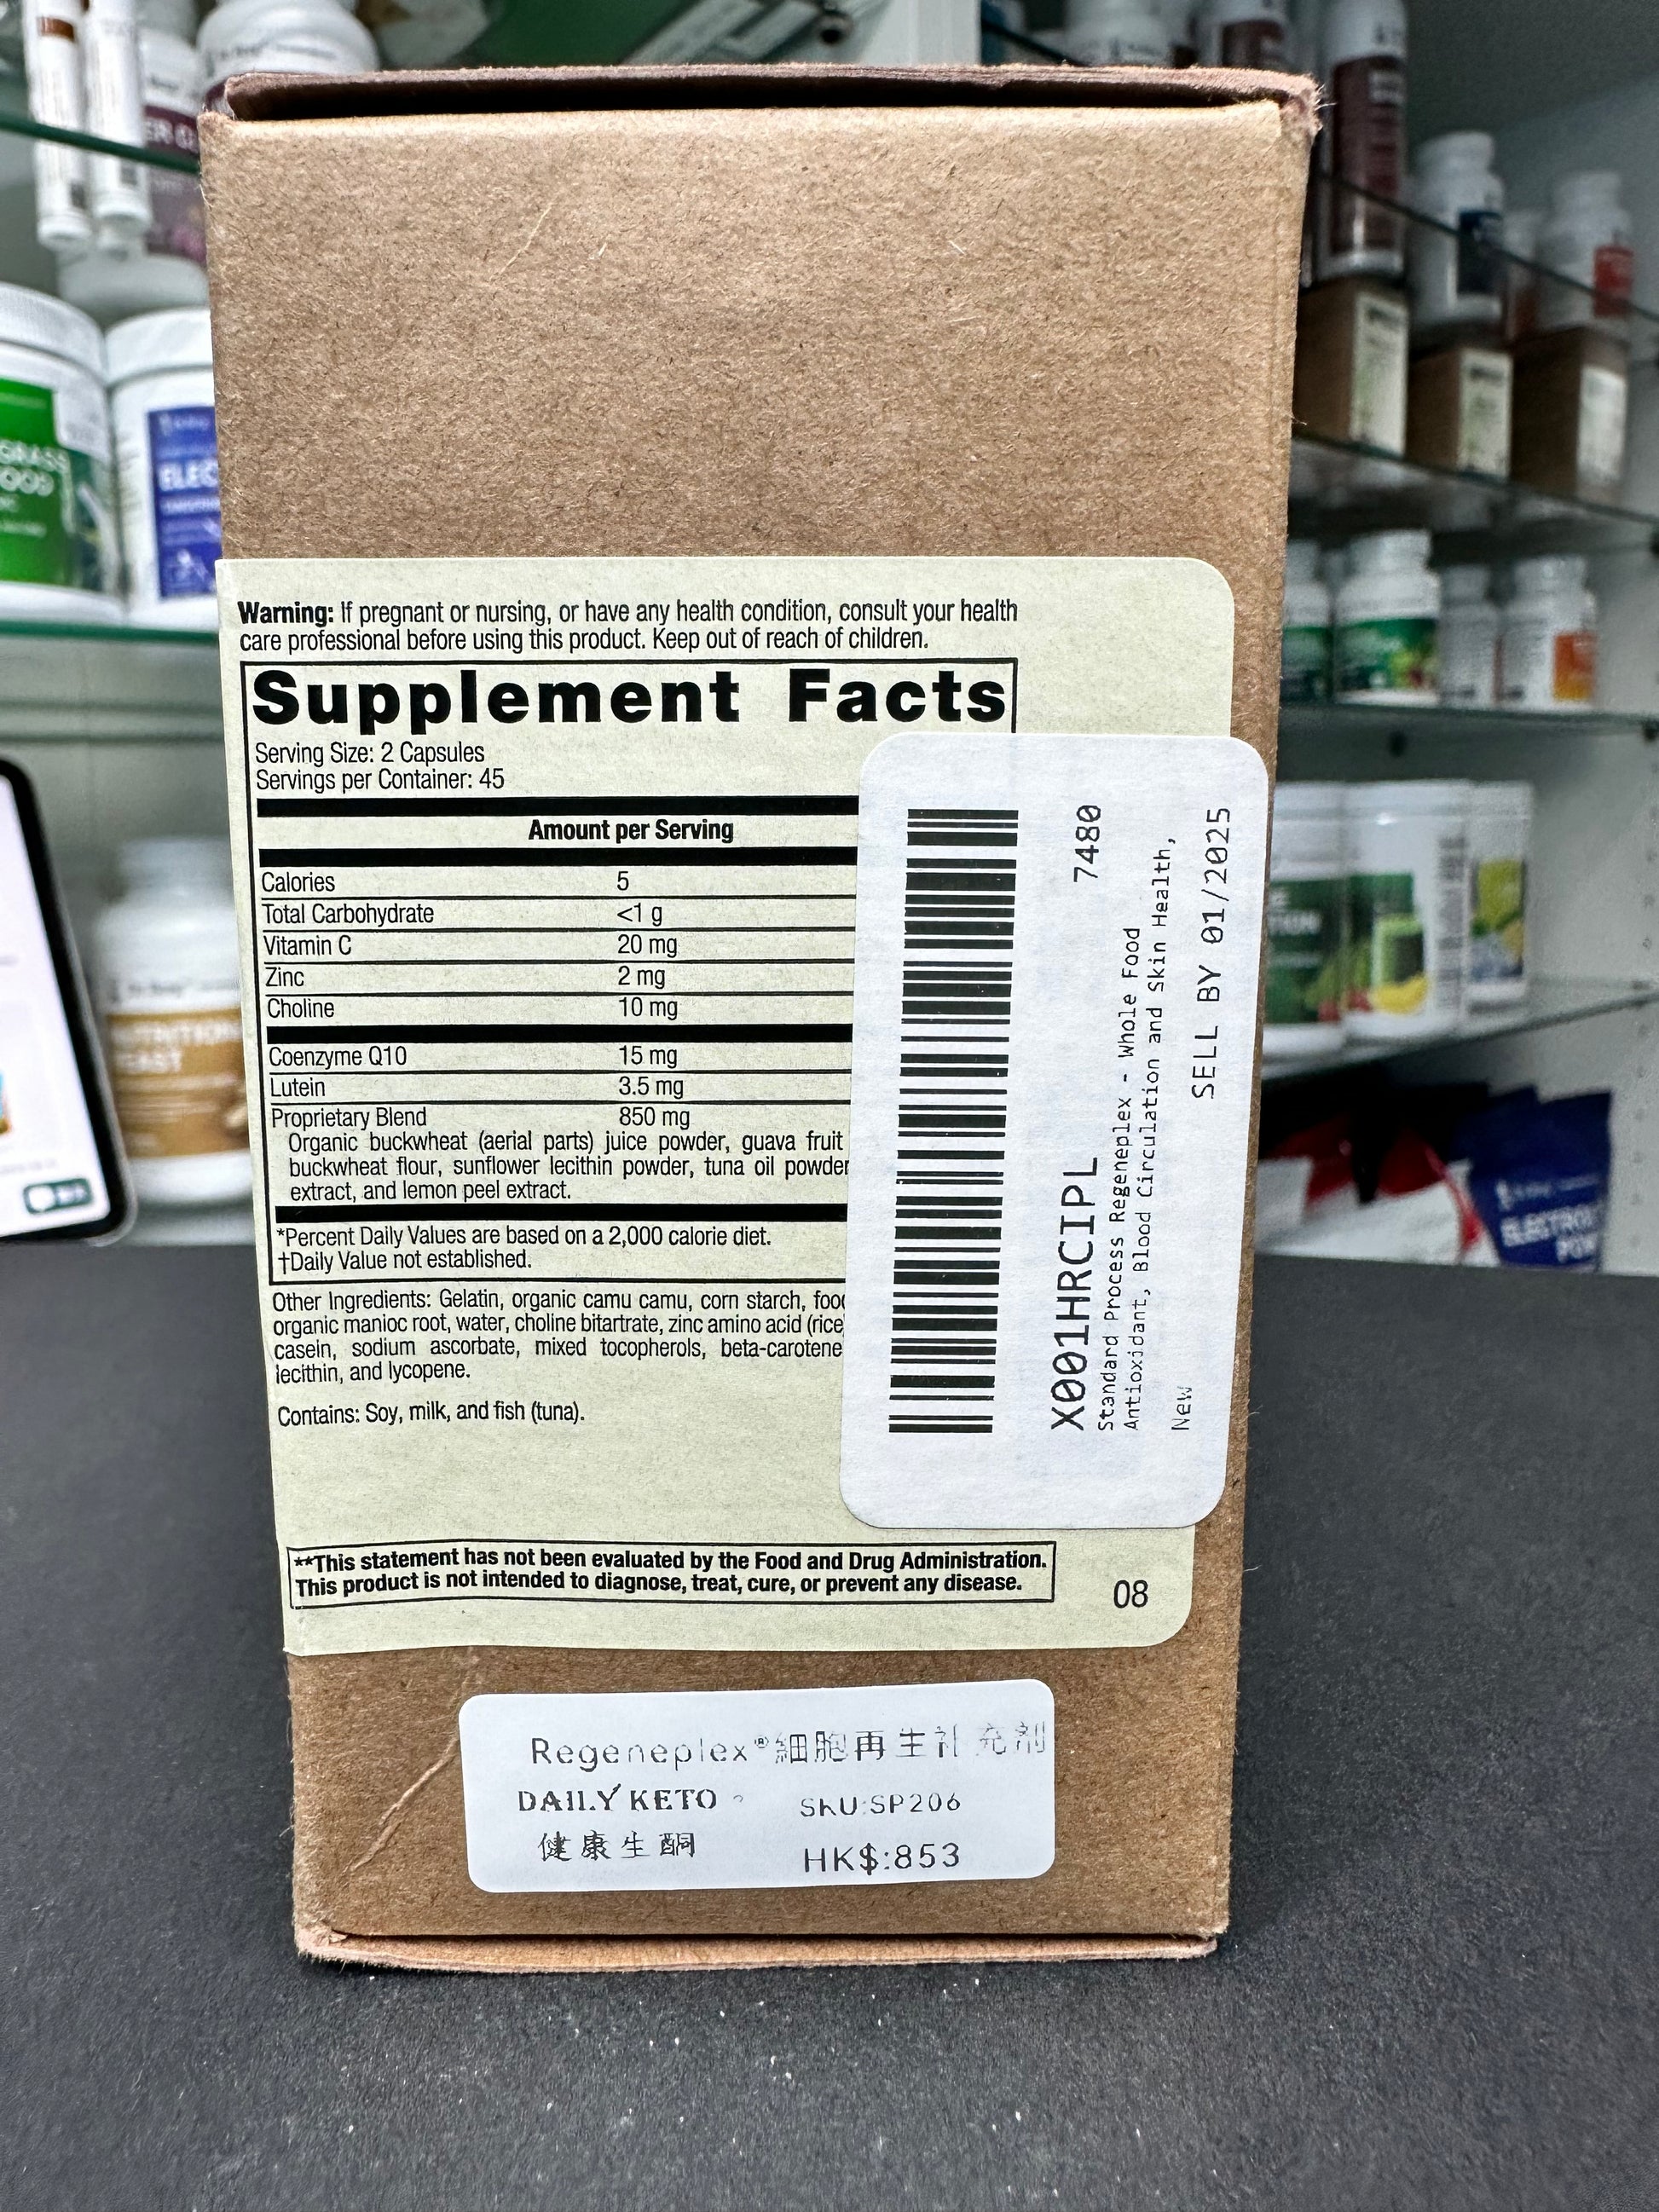 Warning: If pregnant or nursing, or have any health condition, consult your health
care professional before using this product. Keep out of reach of children.
Supplement Facts
Serving Size: 2 Capsules
Servings per Container: 45
Amount per Serving
Calories 5
Total Carbohydrate <1 g
Vitamin C 20 mg
Zinc 2 mg
Choline 10 mg
Coenzyme Q10 15 mg
Lutein 3.5 mg
Proprietary Blend 850 mg
Organic buckwheat (aerial parts) juice powder, guava fruit
buckwheat flour, sunflower lecithin powder, tuna oil powder
extract, and lemon peel extract.
*Percent Daily Values are based on a 2,000 calorie diet.
†Daily Value not established.
Other Ingredients: Gelatin, organic camu camu, corn starch,
organic manioc root, water, choline bitartrate, zinc amino acid (rice)
casein, sodium ascorbate, mixed tocopherols, beta-carotene
lecithin, and lycopene.
Contains: Soy, milk, and fish (tuna).
**This statement has not been evaluated by the Food and Drug Administration.
This product is not intended to diagnose, treat, cure, or prevent any disease.
08
X001HRCIPL 7480
Standard Process Regeneplex - Whole Food
Antioxidant, Blood Circulation and Skin Health,
New SELL BY 01/2025
Regeneplex®細胞再生补充剂
DAILY KETO SKU:SP206
健康生酮 HK$:853
GRASS
ELEC
ELECTRO